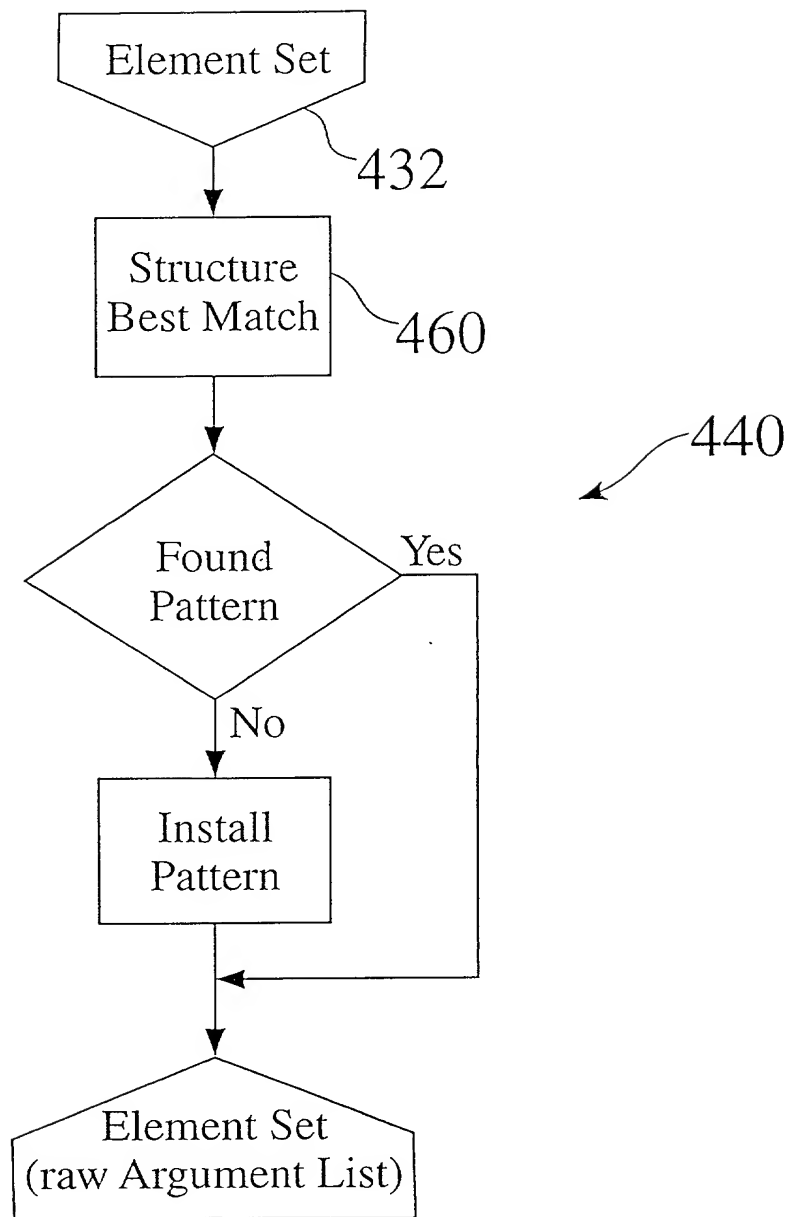 Element Set
432
Structure
Best Match
460
440
Found
Pattern
Yes
No
Install
Pattern
Element Set
(raw Argument List)